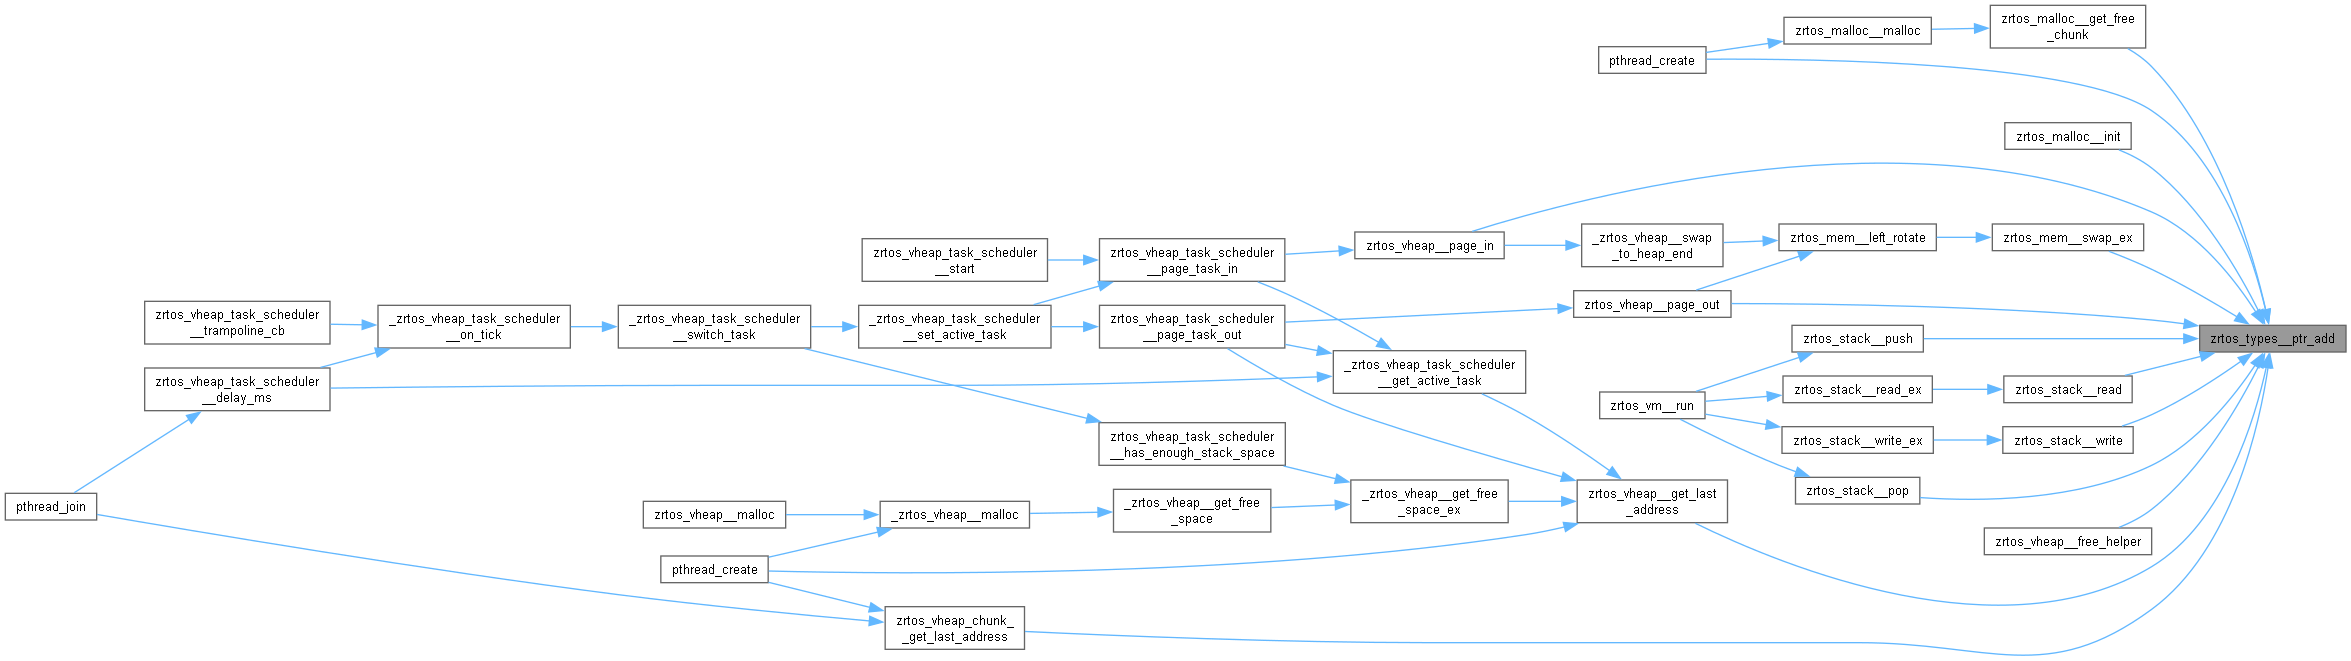 zrtos_malloc__get_free
_chunk
zrtos_malloc__malloc
pthread_create
zrtos_malloc__init
zrtos_vheap_task_scheduler
__start
zrtos_vheap_task_scheduler
__page_task_in
zrtos_vheap__page_in
_zrtos_vheap__swap
_to_heap_end
zrtos_mem__left_rotate
zrtos_mem__swap_ex
zrtos_vheap_task_scheduler
__trampoline_cb
_zrtos_vheap_task_scheduler
__on_tick
_zrtos_vheap_task_scheduler
__switch_task
_zrtos_vheap_task_scheduler
__set_active_task
zrtos_vheap_task_scheduler
__page_task_out
zrtos_vheap__page_out
zrtos_types__ptr_add
zrtos_stack__push
_zrtos_vheap_task_scheduler
__get_active_task
zrtos_vheap_task_scheduler
__delay_ms
zrtos_vm__run
zrtos_stack__read_ex
zrtos_stack__read
zrtos_vheap_task_scheduler
__has_enough_stack_space
zrtos_stack__write_ex
zrtos_stack__write
pthread_join
zrtos_vheap__malloc
_zrtos_vheap__malloc
_zrtos_vheap__get_free
_space
_zrtos_vheap__get_free
_space_ex
zrtos_vheap__get_last
_address
zrtos_stack__pop
zrtos_vheap__free_helper
pthread_create
zrtos_vheap_chunk_
_get_last_address